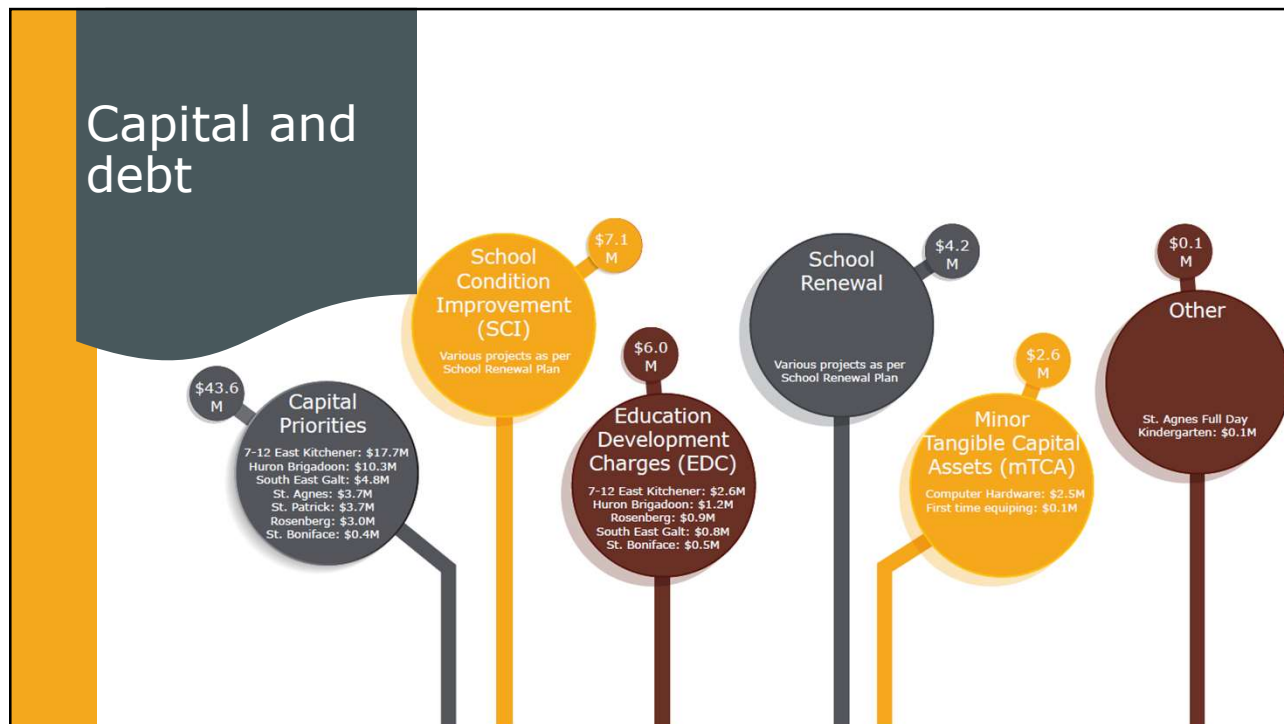 Capital and
debt
$43.6
M
Capital
Priorities
7-12 East Kitchener: $17.7M
Huron Brigadoon: $10.3M
South East Galt: $4.8M
St. Agnes: $3.7M
St. Patrick: $3.7M
Rosenberg: $3.0M
St. Boniface: $0.4M
$7.1
M
School
Condition
Improvement
(SCI)
Various projects as per
School Renewal Plan
$6.0
M
Education
Development
Charges (EDC)
7-12 East Kitchener: $2.6M
Huron Brigadoon: $1.2M
Rosenberg: $0.9M
South East Galt: $0.8M
St. Boniface: $0.5M
$4.2
M
School
Renewal
Various projects as per
School Renewal Plan
$2.6
M
Minor
Tangible Capital
Assets (mTCA)
Computer Hardware: $2.5M
First time equiping: $0.1M
$0.1
M
Other
St. Agnes Full Day
Kindergarten: $0.1M